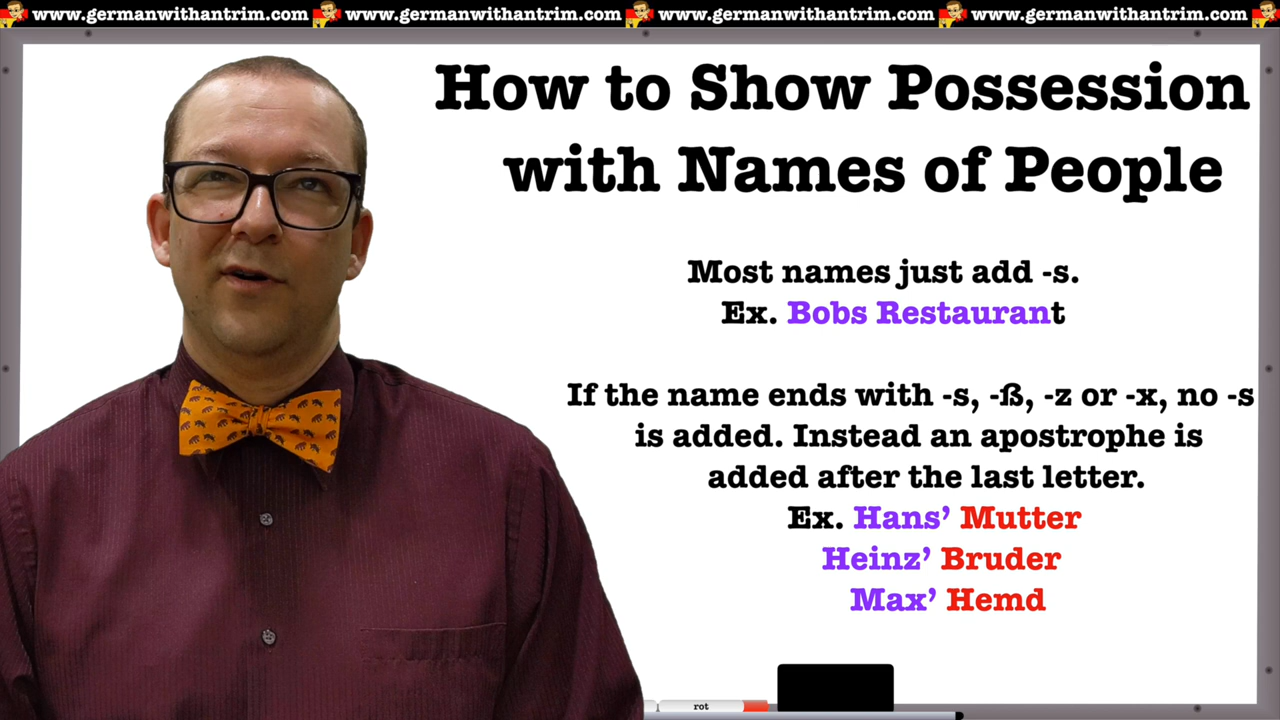 www.germanwithantrim.com www.germanwithantrim.com www.germanwithantrim.com www.germanwithantrim.com
How to Show Possession
with Names of People
Most names just add -s.
Ex. Bobs Restaurant
If the name ends with -s, -ß, -z or -x, no -s
is added. Instead an apostrophe is
added after the last letter.
Ex. Hans’ Mutter
Heinz’ Bruder
Max’ Hemd
rot